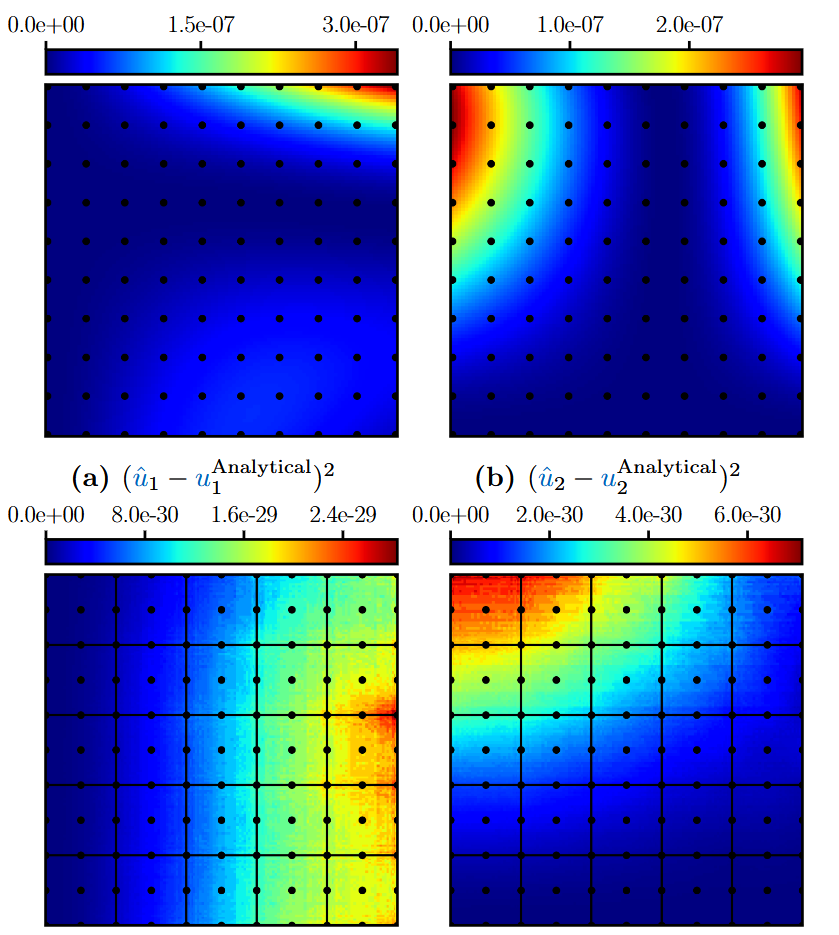 0.0e+00 1.5e-07 3.0e-07 0.0e+00 1.0e-07 2.0e-07
(a) (û₁ − u₁^Analytical)² (b) (û₂ − u₂^Analytical)²
0.0e+00 8.0e-30 1.6e-29 2.4e-29 0.0e+00 2.0e-30 4.0e-30 6.0e-30